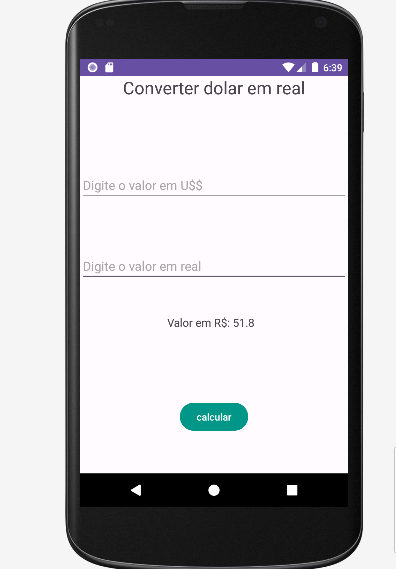 6:39
Converter dolar em real
Digite o valor em U$$
Digite o valor em real
Valor em R$: 51.8
calcular